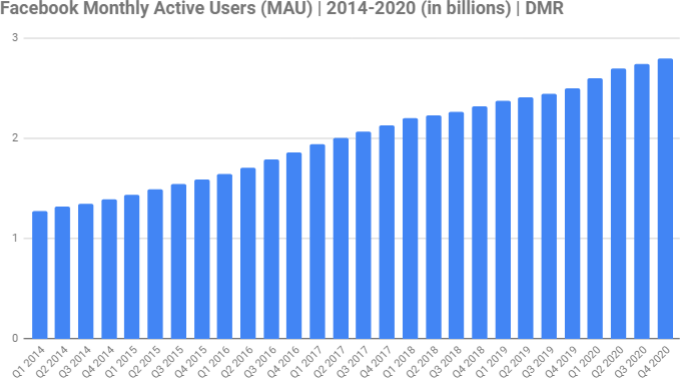 Facebook Monthly Active Users (MAU) | 2014-2020 (in billions) | DMR
3
2
1
0
Q1 2014
Q2 2014
Q3 2014
Q4 2014
Q1 2015
Q2 2015
Q3 2015
Q4 2015
Q1 2016
Q2 2016
Q3 2016
Q4 2016
Q1 2017
Q2 2017
Q3 2017
Q4 2017
Q1 2018
Q2 2018
Q3 2018
Q4 2018
Q1 2019
Q2 2019
Q3 2019
Q4 2019
Q1 2020
Q2 2020
Q3 2020
Q4 2020